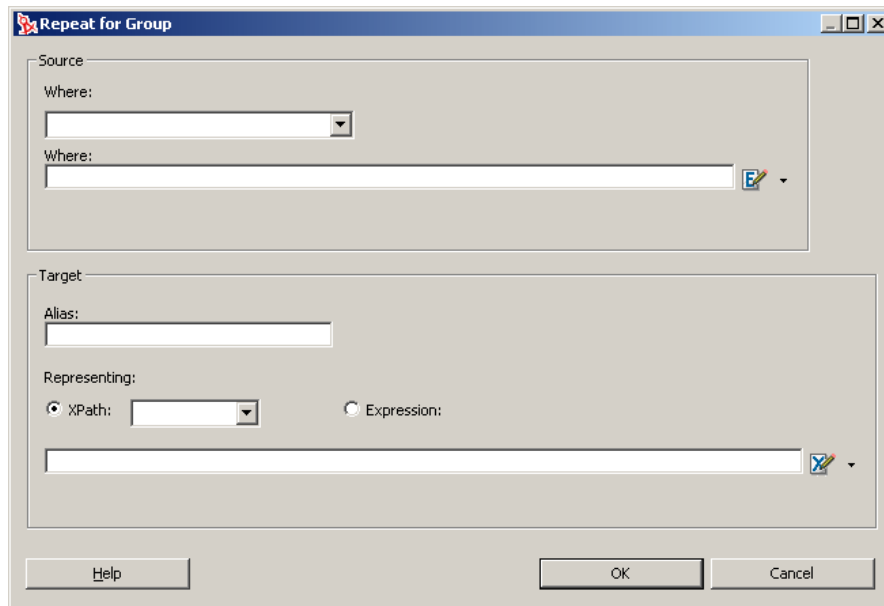 Repeat for Group
Source
Where:
Where:
Target
Alias:
Representing:
XPath:
Expression:
Help
OK
Cancel